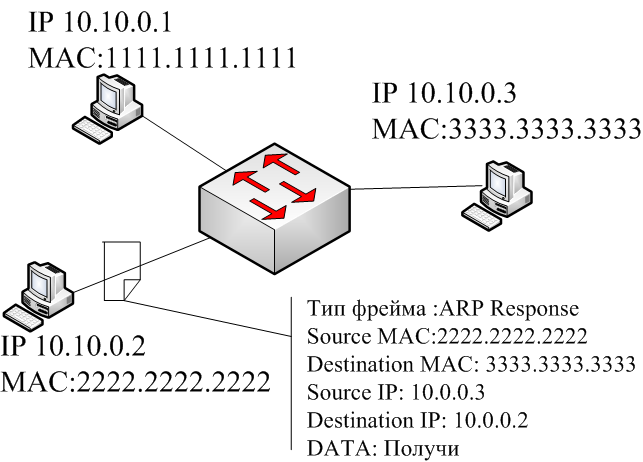 IP 10.10.0.1
MAC:1111.1111.1111
IP 10.10.0.3
MAC:3333.3333.3333
IP 10.10.0.2
MAC:2222.2222.2222
Тип фрейма :ARP Response
Source MAC:2222.2222.2222
Destination MAC: 3333.3333.3333
Source IP: 10.0.0.3
Destination IP: 10.0.0.2
DATA: Получи